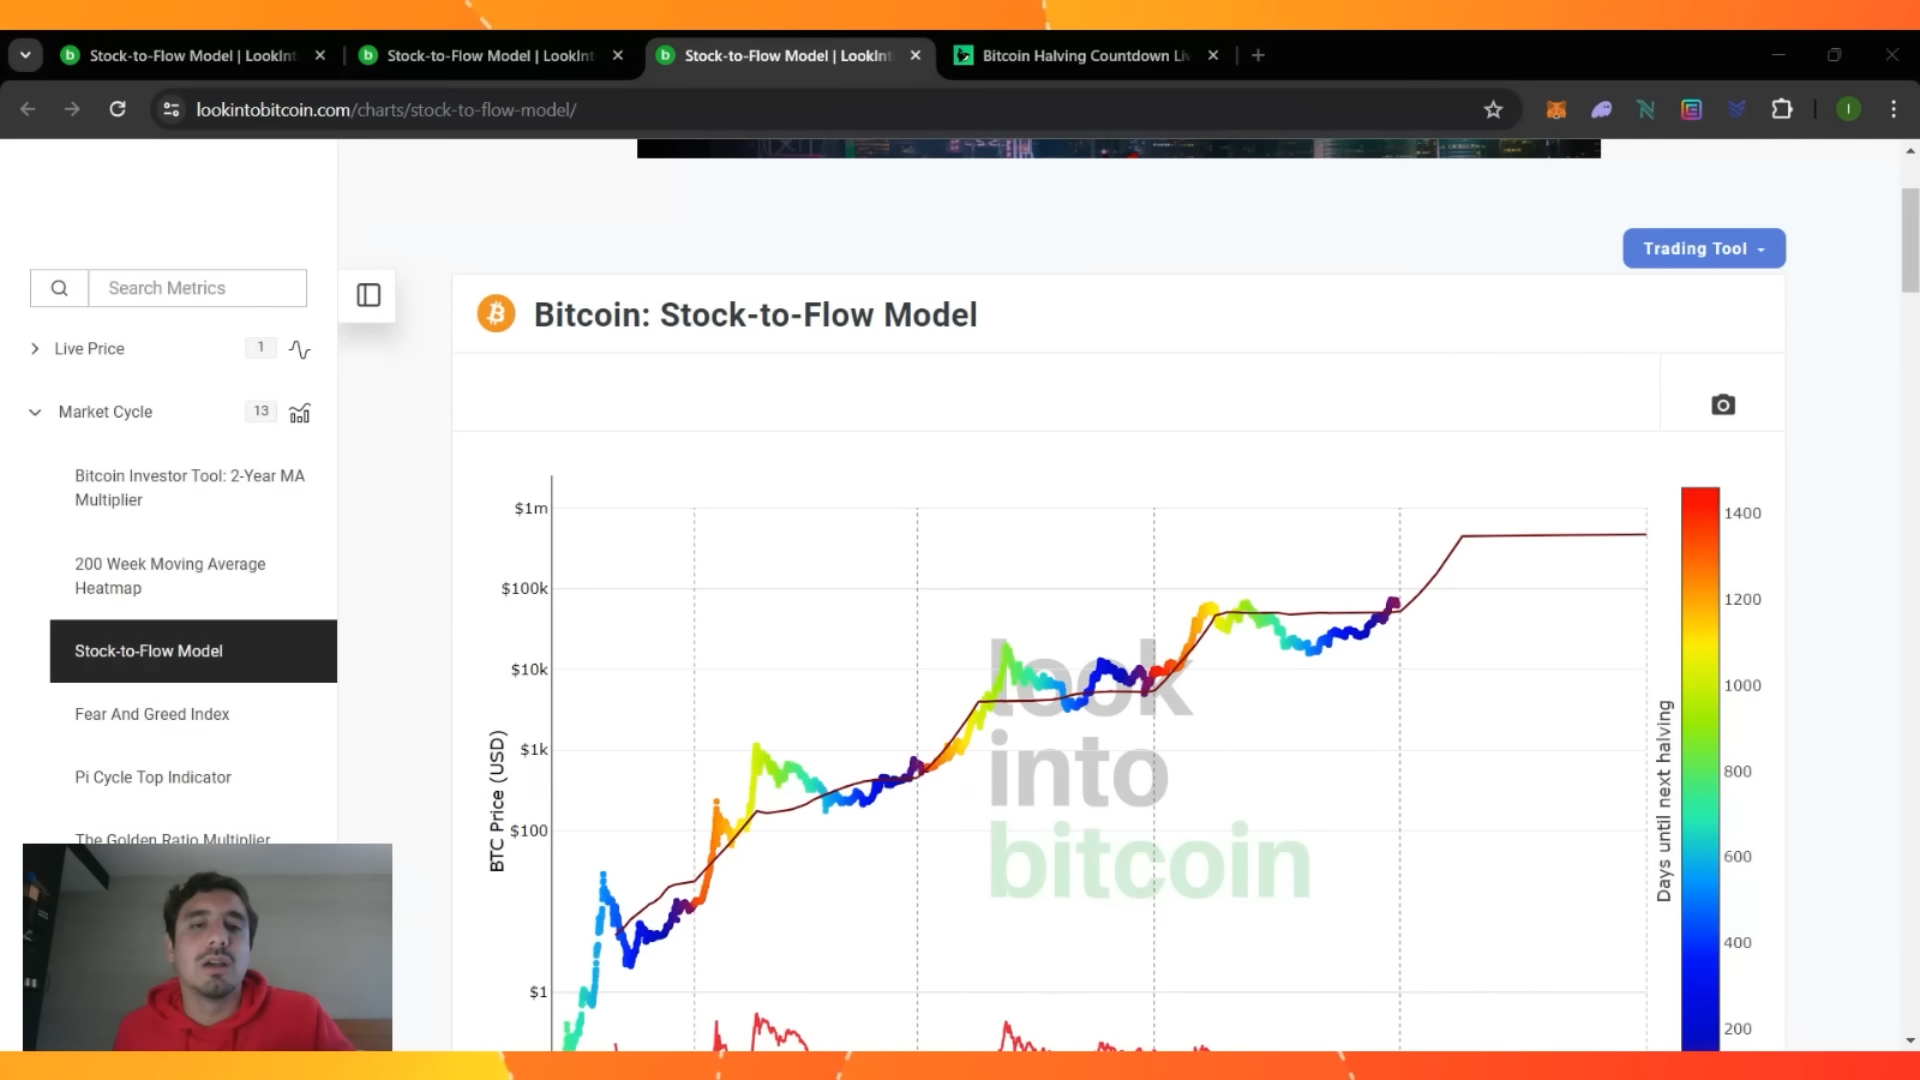 Stock-to-Flow Model | LookInt
Stock-to-Flow Model | LookInt
Stock-to-Flow Model | LookInt
Bitcoin Halving Countdown Liv
lookintobitcoin.com/charts/stock-to-flow-model/
I
Trading Tool
Search Metrics
Live Price
1
Market Cycle
13
Bitcoin Investor Tool: 2-Year MA
Multiplier
200 Week Moving Average
Heatmap
Stock-to-Flow Model
Fear And Greed Index
Pi Cycle Top Indicator
The Golden Ratio Multiplier
Bitcoin: Stock-to-Flow Model
$1m
$100k
$10k
$1k
$100
$1
BTC Price (USD)
look
into
bitcoin
Days until next halving
1400
1200
1000
800
600
400
200